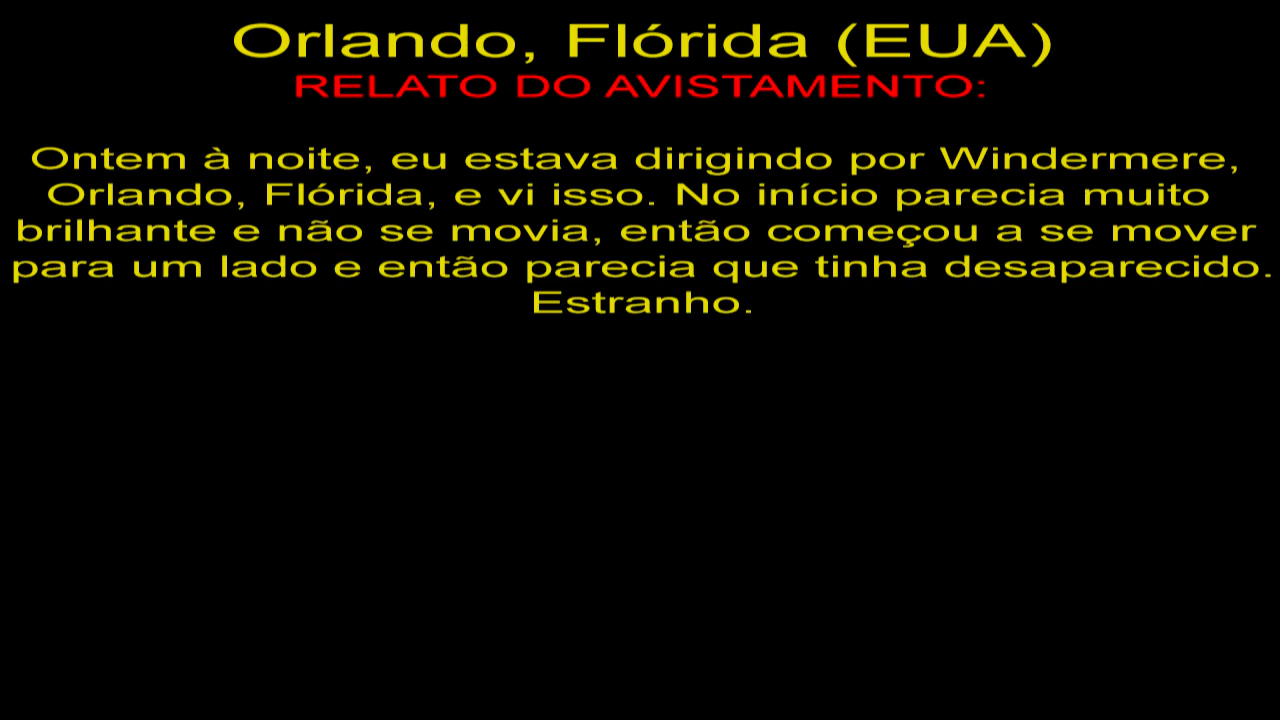 Orlando, Flórida (EUA)
RELATO DO AVISTAMENTO:
Ontem à noite, eu estava dirigindo por Windermere,
Orlando, Flórida, e vi isso. No início parecia muito
brilhante e não se movia, então começou a se mover
para um lado e então parecia que tinha desaparecido.
Estranho.